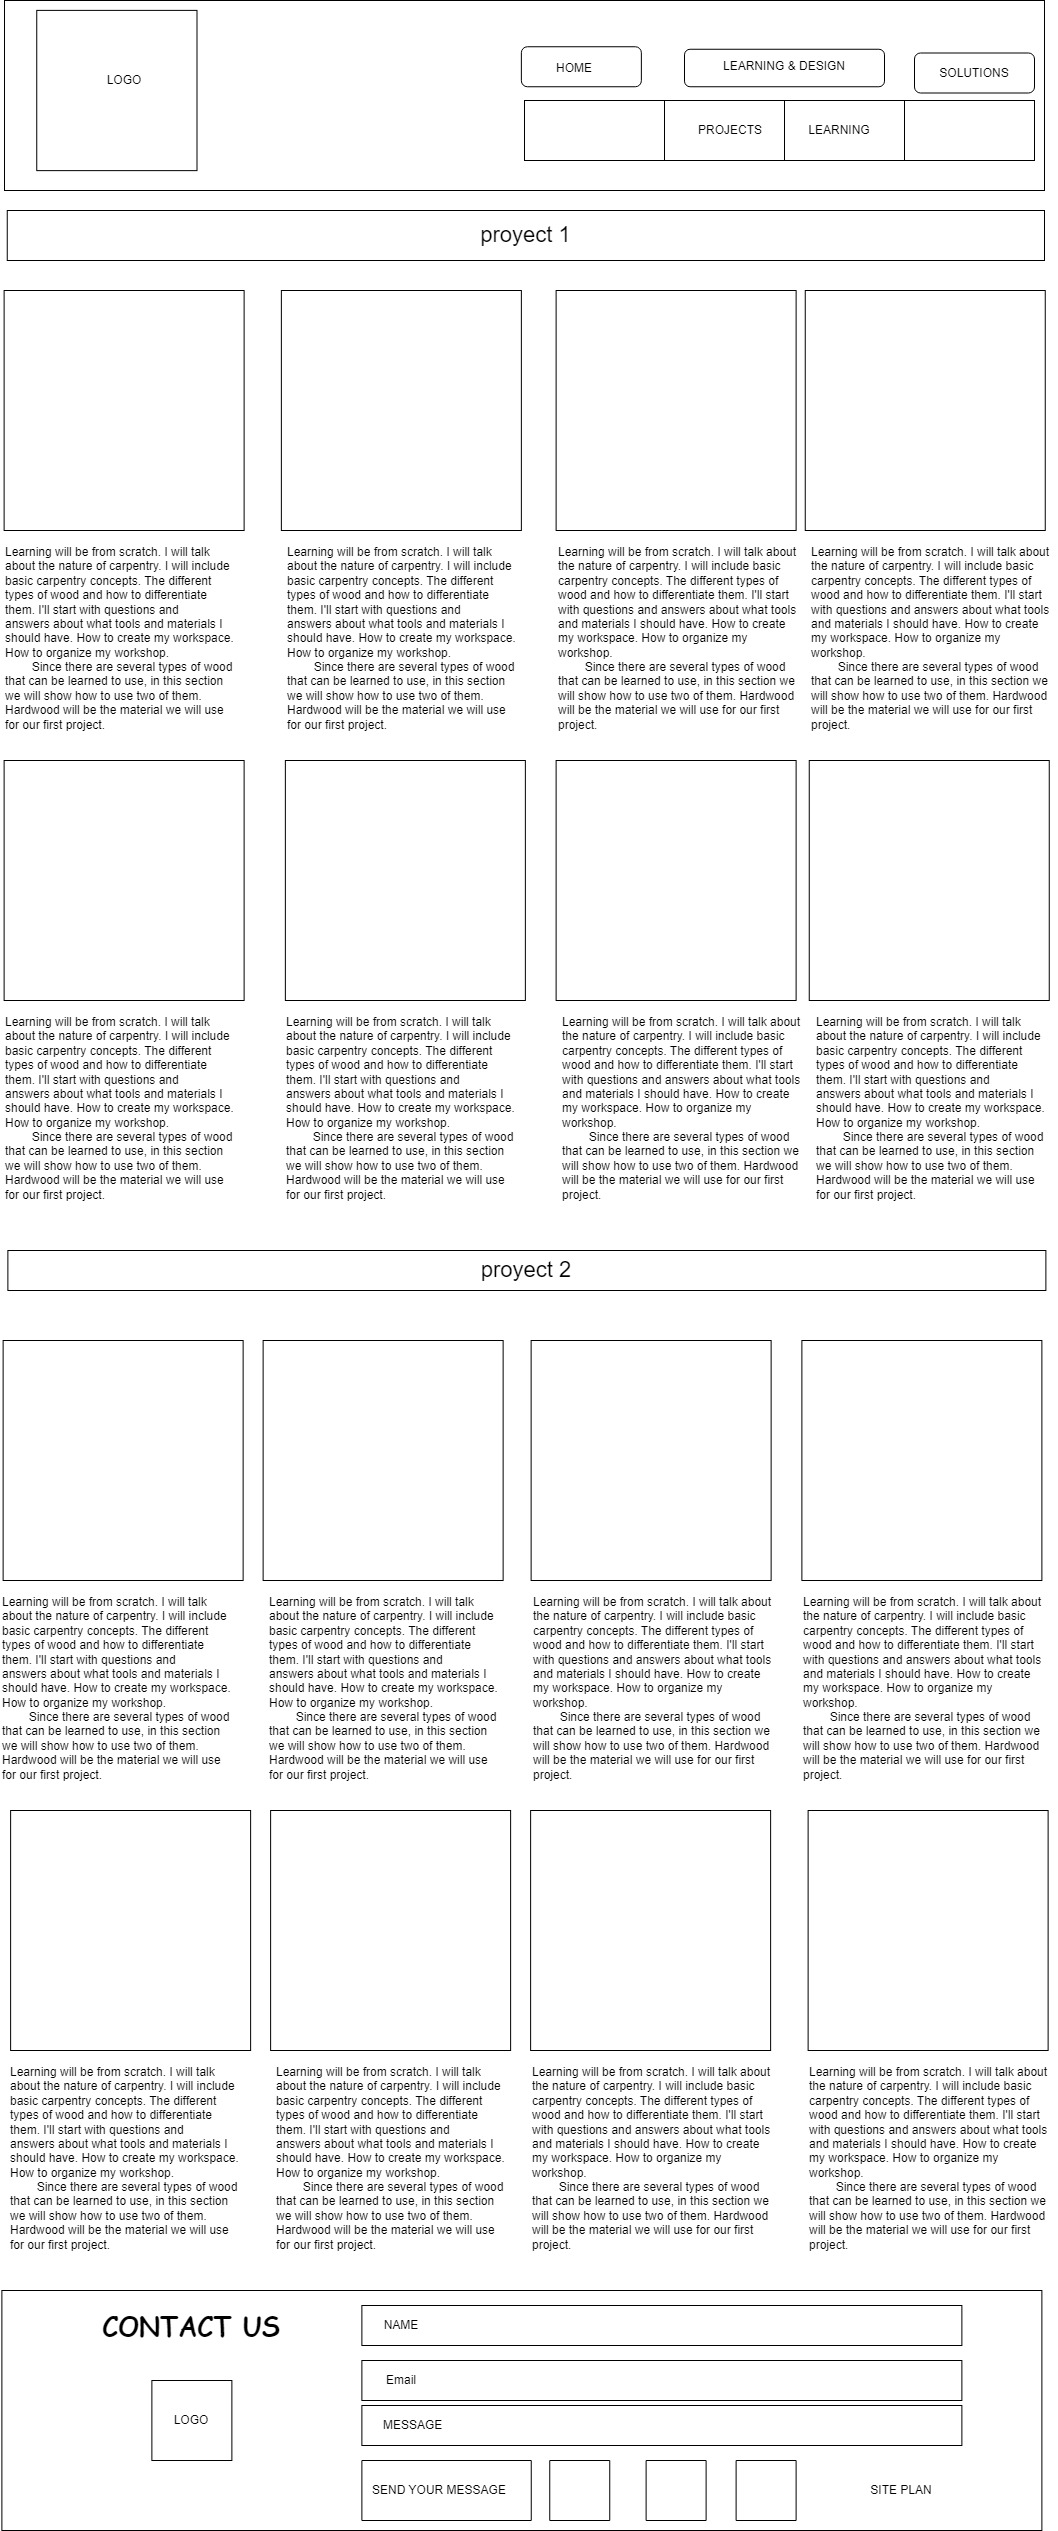 LOGO
HOME
LEARNING & DESIGN
SOLUTIONS
PROJECTS
LEARNING
proyect 1
Learning will be from scratch. I will talk
about the nature of carpentry. I will include
basic carpentry concepts. The different
types of wood and how to differentiate
them. I'll start with questions and
answers about what tools and materials I
should have. How to create my workspace.
How to organize my workshop.
Since there are several types of wood
that can be learned to use, in this section
we will show how to use two of them.
Hardwood will be the material we will use
for our first project.
Learning will be from scratch. I will talk
about the nature of carpentry. I will include
basic carpentry concepts. The different
types of wood and how to differentiate
them. I'll start with questions and
answers about what tools and materials I
should have. How to create my workspace.
How to organize my workshop.
Since there are several types of wood
that can be learned to use, in this section
we will show how to use two of them.
Hardwood will be the material we will use
for our first project.
Learning will be from scratch. I will talk about
the nature of carpentry. I will include basic
carpentry concepts. The different types of
wood and how to differentiate them. I'll start
with questions and answers about what tools
and materials I should have. How to create
my workspace. How to organize my
workshop.
Since there are several types of wood
that can be learned to use, in this section we
will show how to use two of them. Hardwood
will be the material we will use for our first
project.
Learning will be from scratch. I will talk about
the nature of carpentry. I will include basic
carpentry concepts. The different types of
wood and how to differentiate them. I'll start
with questions and answers about what tools
and materials I should have. How to create
my workspace. How to organize my
workshop.
Since there are several types of wood
that can be learned to use, in this section we
will show how to use two of them. Hardwood
will be the material we will use for our first
project.
Learning will be from scratch. I will talk
about the nature of carpentry. I will include
basic carpentry concepts. The different
types of wood and how to differentiate
them. I'll start with questions and
answers about what tools and materials I
should have. How to create my workspace.
How to organize my workshop.
Since there are several types of wood
that can be learned to use, in this section
we will show how to use two of them.
Hardwood will be the material we will use
for our first project.
Learning will be from scratch. I will talk
about the nature of carpentry. I will include
basic carpentry concepts. The different
types of wood and how to differentiate
them. I'll start with questions and
answers about what tools and materials I
should have. How to create my workspace.
How to organize my workshop.
Since there are several types of wood
that can be learned to use, in this section
we will show how to use two of them.
Hardwood will be the material we will use
for our first project.
Learning will be from scratch. I will talk about
the nature of carpentry. I will include basic
carpentry concepts. The different types of
wood and how to differentiate them. I'll start
with questions and answers about what tools
and materials I should have. How to create
my workspace. How to organize my
workshop.
Since there are several types of wood
that can be learned to use, in this section we
will show how to use two of them. Hardwood
will be the material we will use for our first
project.
Learning will be from scratch. I will talk
about the nature of carpentry. I will include
basic carpentry concepts. The different
types of wood and how to differentiate
them. I'll start with questions and
answers about what tools and materials I
should have. How to create my workspace.
How to organize my workshop.
Since there are several types of wood
that can be learned to use, in this section
we will show how to use two of them.
Hardwood will be the material we will use
for our first project.
proyect 2
Learning will be from scratch. I will talk
about the nature of carpentry. I will include
basic carpentry concepts. The different
types of wood and how to differentiate
them. I'll start with questions and
answers about what tools and materials I
should have. How to create my workspace.
How to organize my workshop.
Since there are several types of wood
that can be learned to use, in this section
we will show how to use two of them.
Hardwood will be the material we will use
for our first project.
Learning will be from scratch. I will talk
about the nature of carpentry. I will include
basic carpentry concepts. The different
types of wood and how to differentiate
them. I'll start with questions and
answers about what tools and materials I
should have. How to create my workspace.
How to organize my workshop.
Since there are several types of wood
that can be learned to use, in this section
we will show how to use two of them.
Hardwood will be the material we will use
for our first project.
Learning will be from scratch. I will talk about
the nature of carpentry. I will include basic
carpentry concepts. The different types of
wood and how to differentiate them. I'll start
with questions and answers about what tools
and materials I should have. How to create
my workspace. How to organize my
workshop.
Since there are several types of wood
that can be learned to use, in this section we
will show how to use two of them. Hardwood
will be the material we will use for our first
project.
Learning will be from scratch. I will talk about
the nature of carpentry. I will include basic
carpentry concepts. The different types of
wood and how to differentiate them. I'll start
with questions and answers about what tools
and materials I should have. How to create
my workspace. How to organize my
workshop.
Since there are several types of wood
that can be learned to use, in this section we
will show how to use two of them. Hardwood
will be the material we will use for our first
project.
Learning will be from scratch. I will talk
about the nature of carpentry. I will include
basic carpentry concepts. The different
types of wood and how to differentiate
them. I'll start with questions and
answers about what tools and materials I
should have. How to create my workspace.
How to organize my workshop.
Since there are several types of wood
that can be learned to use, in this section
we will show how to use two of them.
Hardwood will be the material we will use
for our first project.
Learning will be from scratch. I will talk
about the nature of carpentry. I will include
basic carpentry concepts. The different
types of wood and how to differentiate
them. I'll start with questions and
answers about what tools and materials I
should have. How to create my workspace.
How to organize my workshop.
Since there are several types of wood
that can be learned to use, in this section
we will show how to use two of them.
Hardwood will be the material we will use
for our first project.
Learning will be from scratch. I will talk about
the nature of carpentry. I will include basic
carpentry concepts. The different types of
wood and how to differentiate them. I'll start
with questions and answers about what tools
and materials I should have. How to create
my workspace. How to organize my
workshop.
Since there are several types of wood
that can be learned to use, in this section we
will show how to use two of them. Hardwood
will be the material we will use for our first
project.
Learning will be from scratch. I will talk about
the nature of carpentry. I will include basic
carpentry concepts. The different types of
wood and how to differentiate them. I'll start
with questions and answers about what tools
and materials I should have. How to create
my workspace. How to organize my
workshop.
Since there are several types of wood
that can be learned to use, in this section we
will show how to use two of them. Hardwood
will be the material we will use for our first
project.
CONTACT US
LOGO
NAME
Email
MESSAGE
SEND YOUR MESSAGE
SITE PLAN